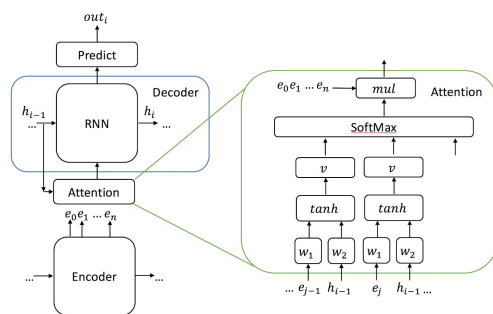 out_i
Predict
Decoder
h_{i-1}
...
RNN
h_i
...
Attention
e_0 e_1 ... e_n
...
Encoder
...
Attention
e_0 e_1 ... e_n
mul
SoftMax
v
v
tanh
tanh
w_1
w_2
w_1
w_2
... e_{j-1}
h_{i-1}
e_j
h_{i-1} ...